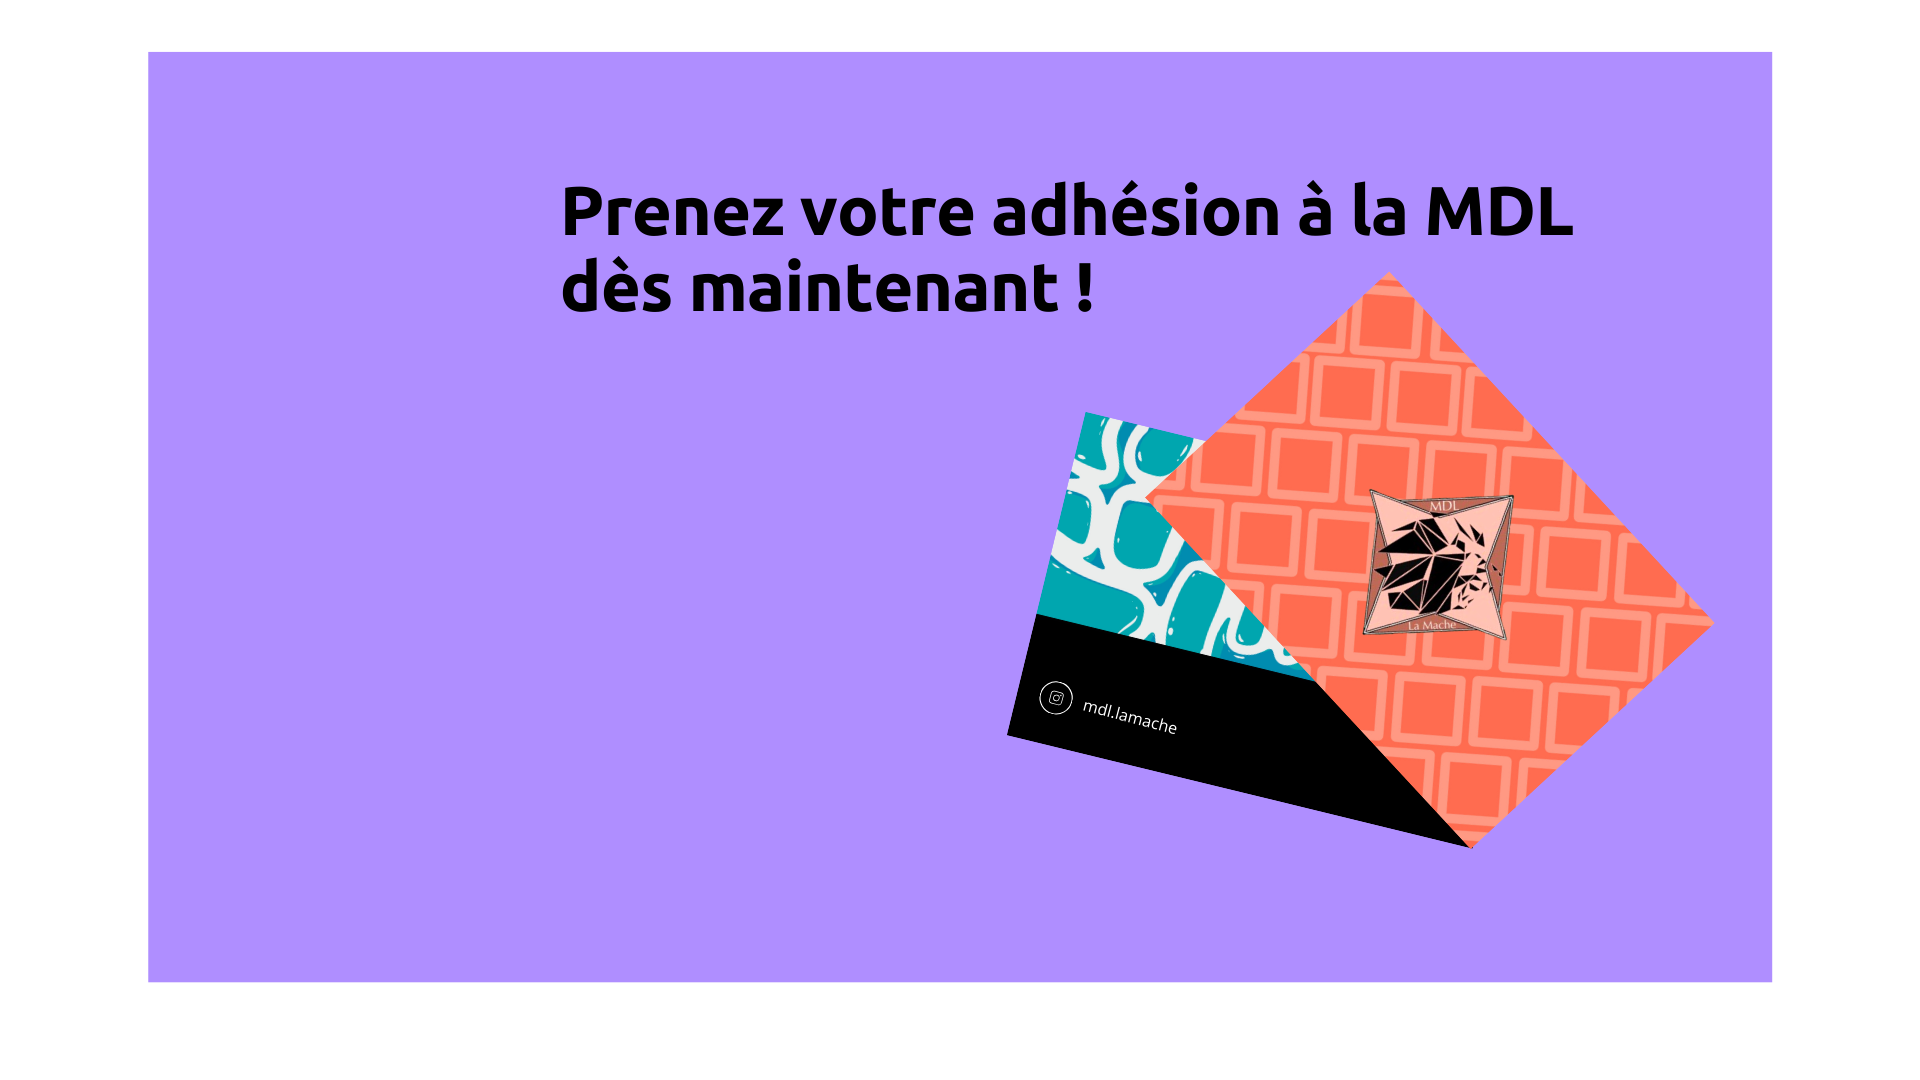 Prenez votre adhésion à la MDL
dès maintenant !
MDL
La Mache
mdl.lamache